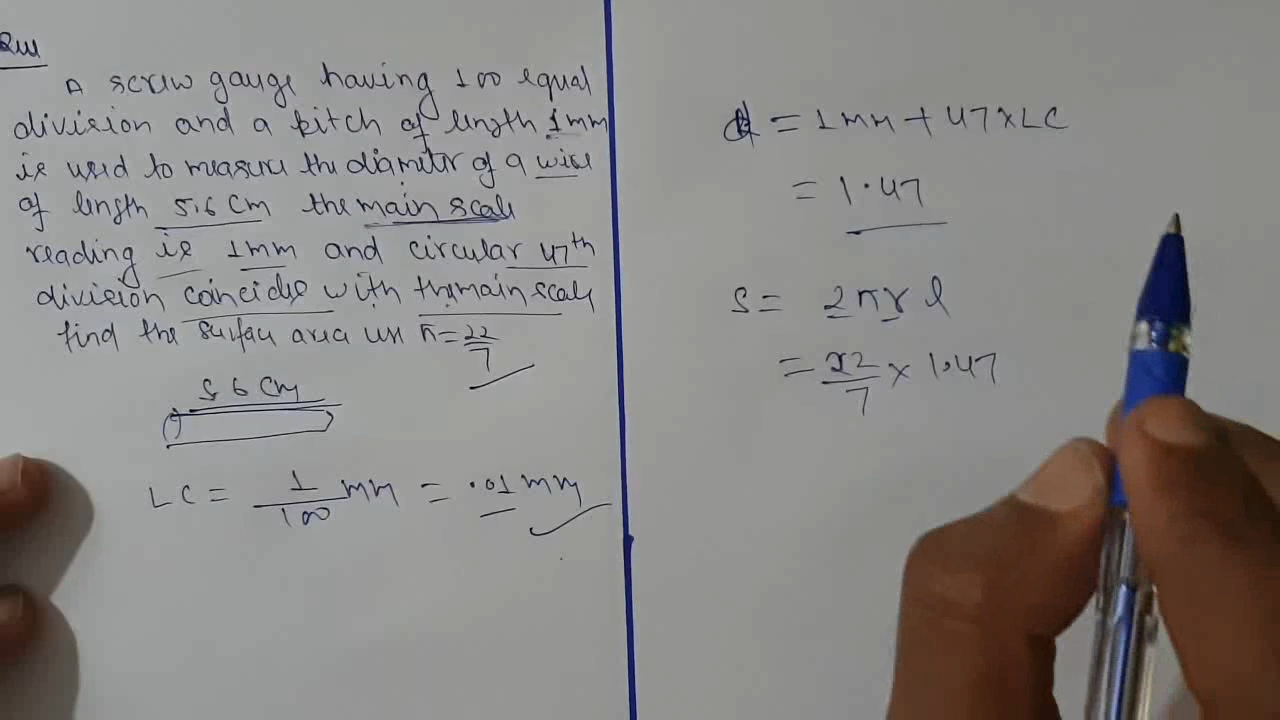 Qui
A screw gauge having 100 equal
division and a pitch of length 1mm
is used to measure the diameter of a wire
of length 5.6 cm the main scale
reading is 1mm and circular 47th
division coincide with the main scale
find the surface area use π=22/7
5.6 cm
LC = 1/100 mm = .01 mm
d = 1mm + 47 x LC
= 1.47
S = 2πr l
= 22/7 x 1.47